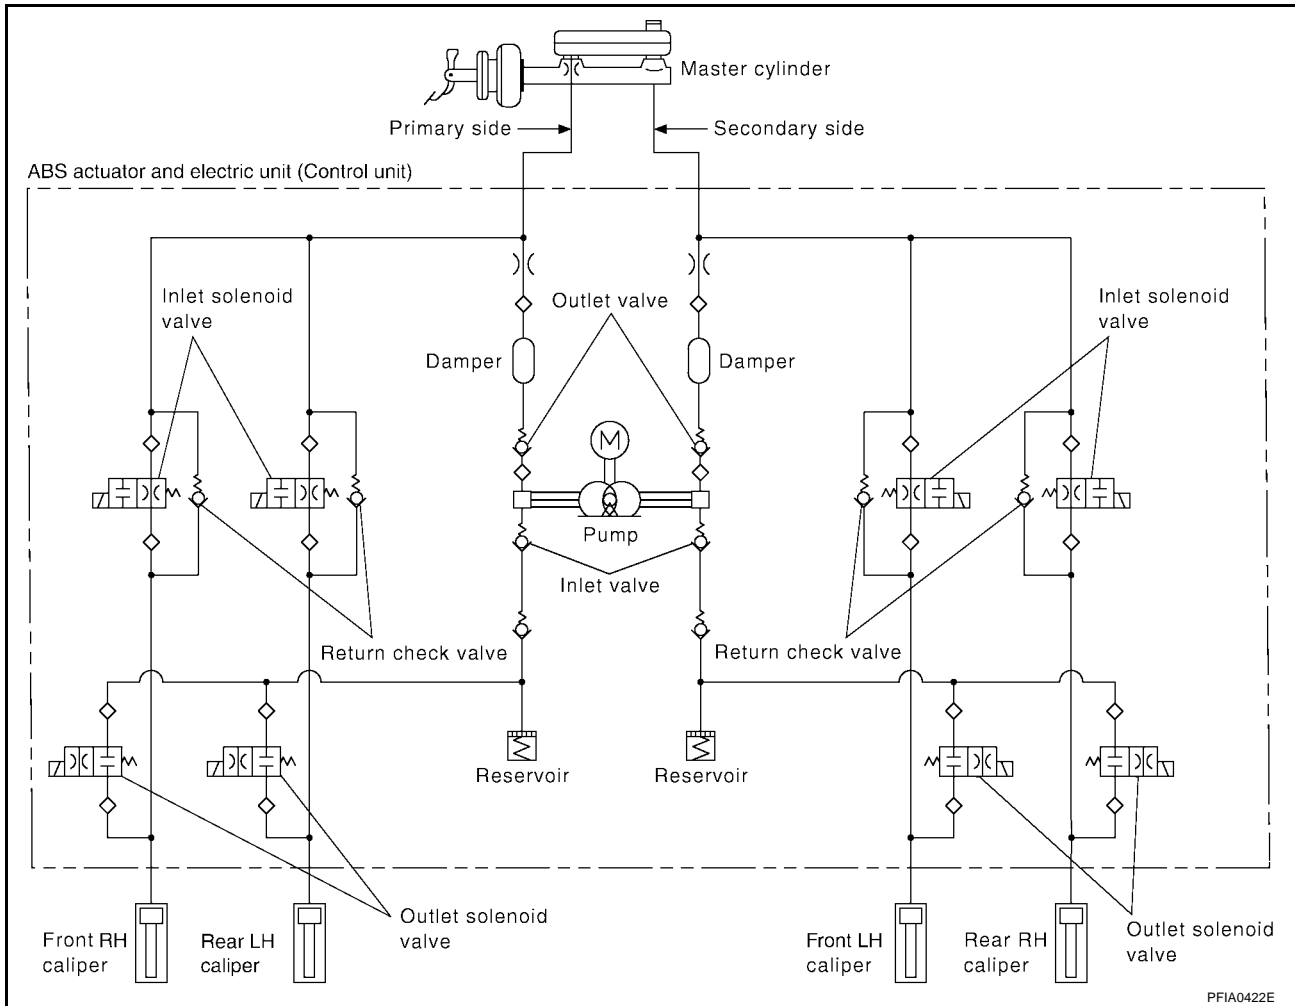 Master cylinder
Primary side
Secondary side
ABS actuator and electric unit (Control unit)
Inlet solenoid
valve
Outlet valve
Inlet solenoid
valve
Damper
Damper
M
Pump
Inlet valve
Return check valve
Return check valve
Reservoir
Reservoir
Front RH
caliper
Rear LH
caliper
Outlet solenoid
valve
Front LH
caliper
Rear RH
caliper
Outlet solenoid
valve
PFIA0422E